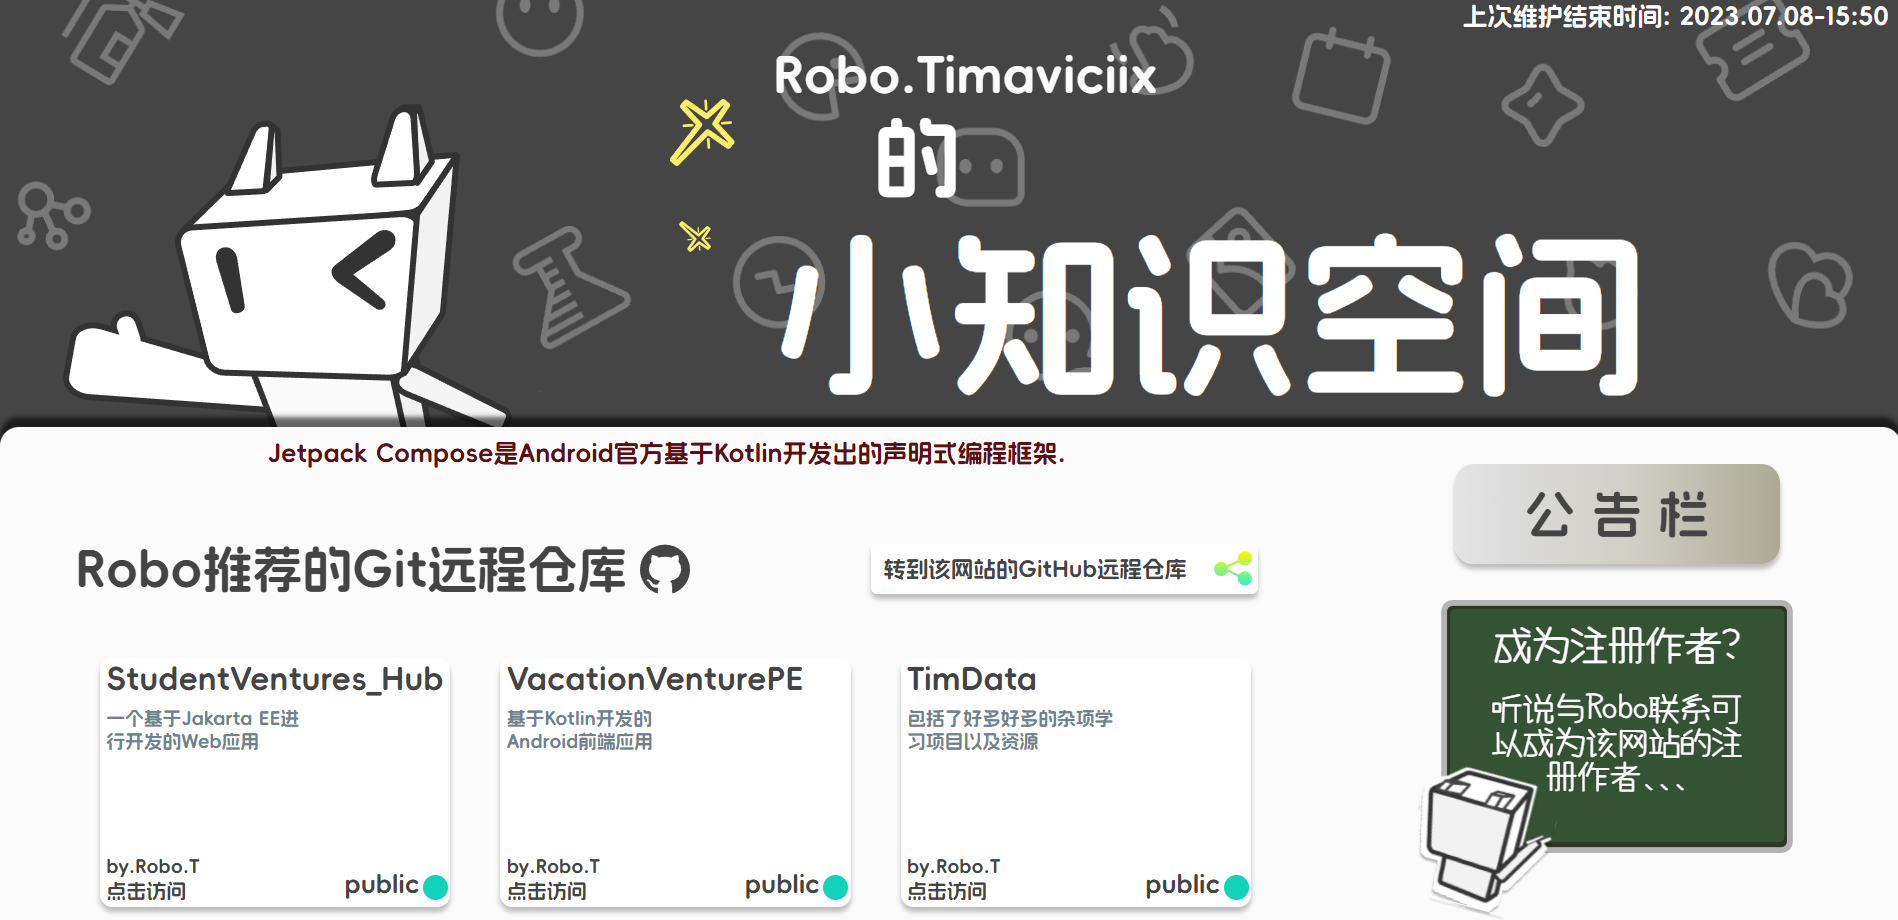 上次维护结束时间: 2023.07.08-15:50
Robo.Timaviciix
的
小知识空间
Jetpack Compose是Android官方基于Kotlin开发出的声明式编程框架.
公告栏
Robo推荐的Git远程仓库
转到该网站的GitHub远程仓库
成为注册作者?
听说与Robo联系可
以成为该网站的注
册作者、、、
StudentVentures_Hub
一个基于Jakarta EE进
行开发的Web应用
by.Robo.T
点击访问
public
VacationVenturePE
基于Kotlin开发的
Android前端应用
by.Robo.T
点击访问
public
TimData
包括了好多好多的杂项学
习项目以及资源
by.Robo.T
点击访问
public